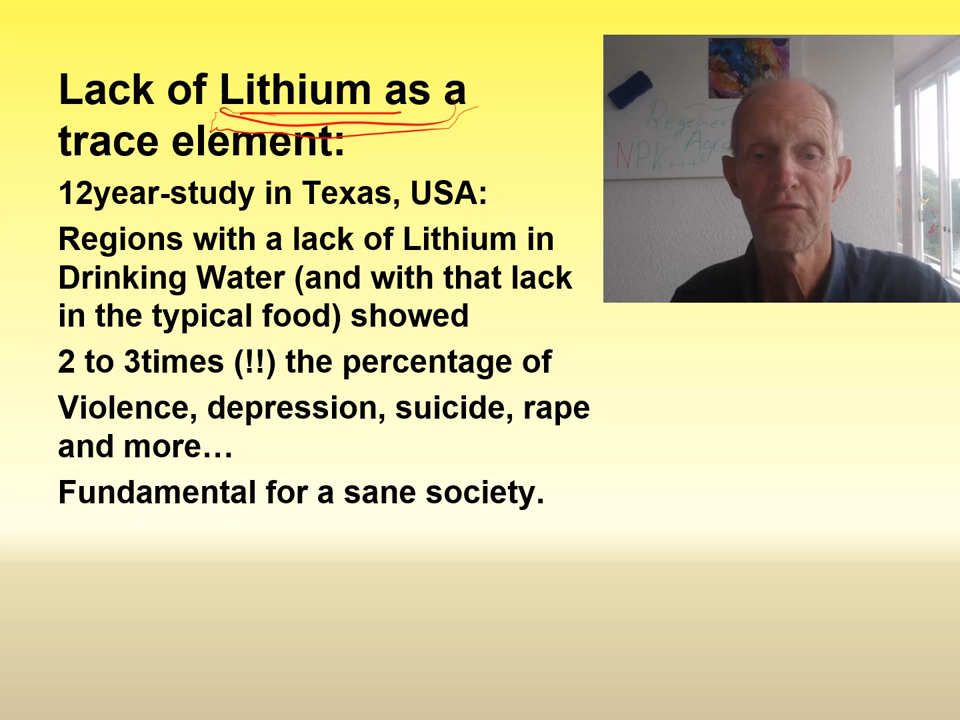 Lack of Lithium as a
trace element:
12year-study in Texas, USA:
Regions with a lack of Lithium in
Drinking Water (and with that lack
in the typical food) showed
2 to 3times (!!) the percentage of
Violence, depression, suicide, rape
and more…
Fundamental for a sane society.
Regener
Agr
NPK